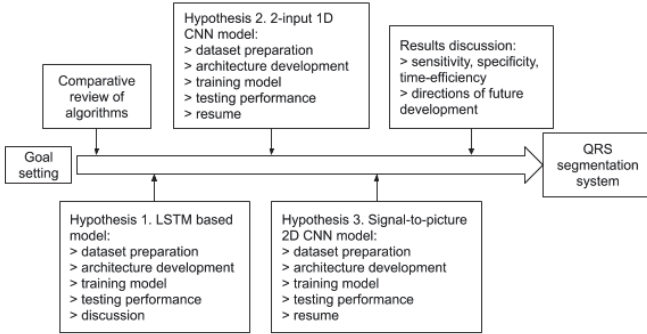 Hypothesis 2. 2-input 1D
CNN model:
> dataset preparation
> architecture development
> training model
> testing performance
> resume
Results discussion:
> sensitivity, specificity,
time-efficiency
> directions of future
development
Comparative
review of
algorithms
Goal
setting
QRS
segmentation
system
Hypothesis 1. LSTM based
model:
> dataset preparation
> architecture development
> training model
> testing performance
> discussion
Hypothesis 3. Signal-to-picture
2D CNN model:
> dataset preparation
> architecture development
> training model
> testing performance
> resume